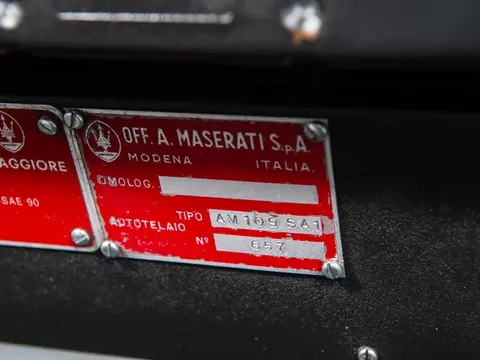 AGGIORE
SAE 90
OFF. A. MASERATI S.p.A.
MODENA ITALIA.
OMOLOG.
TIPO AM109 SA1
AUTOTELAIO
Nº 657